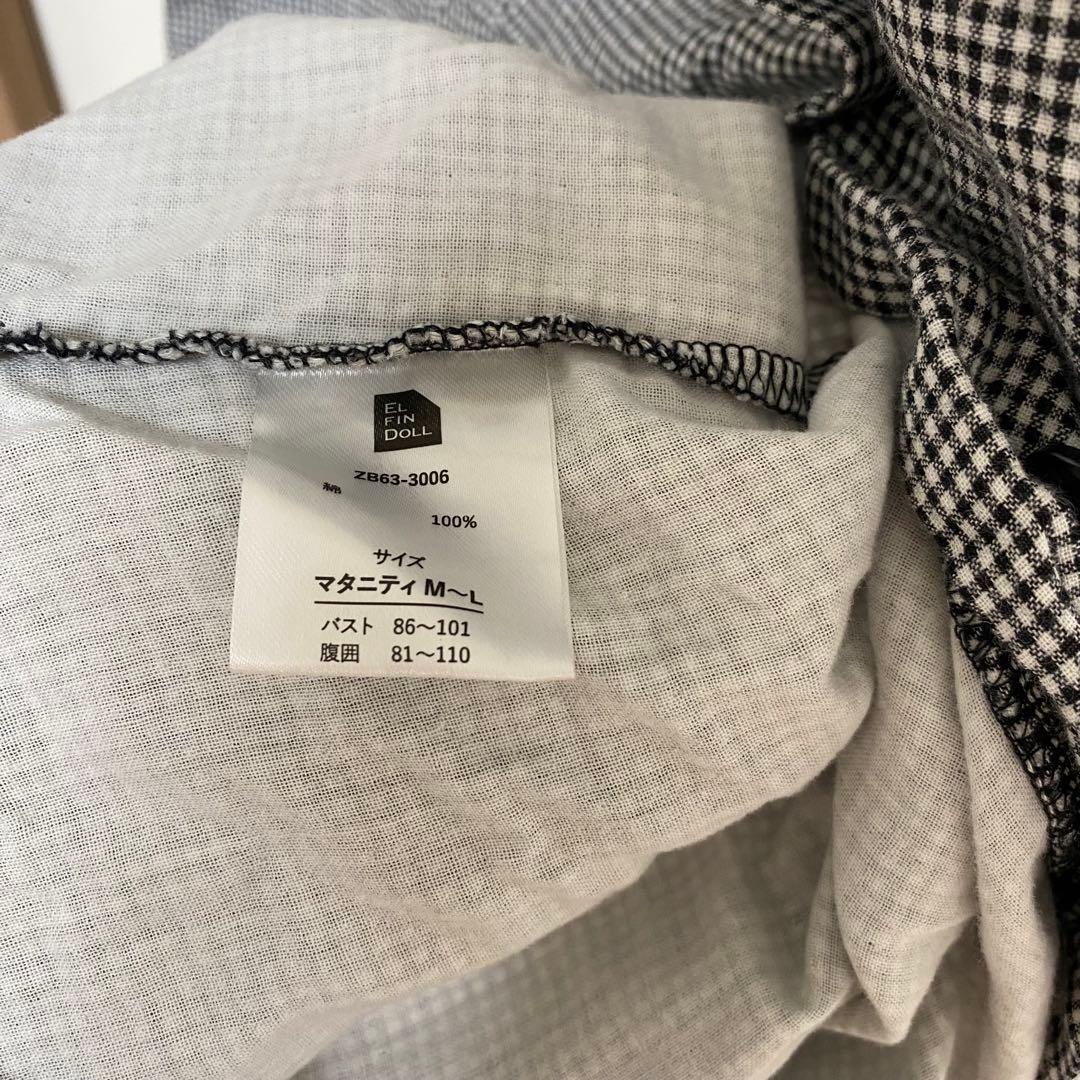 EL
FIN
DOLL
ZB63-3006
綿
100%
サイズ
マタニティ M〜L
バスト 86〜101
腹囲 81〜110